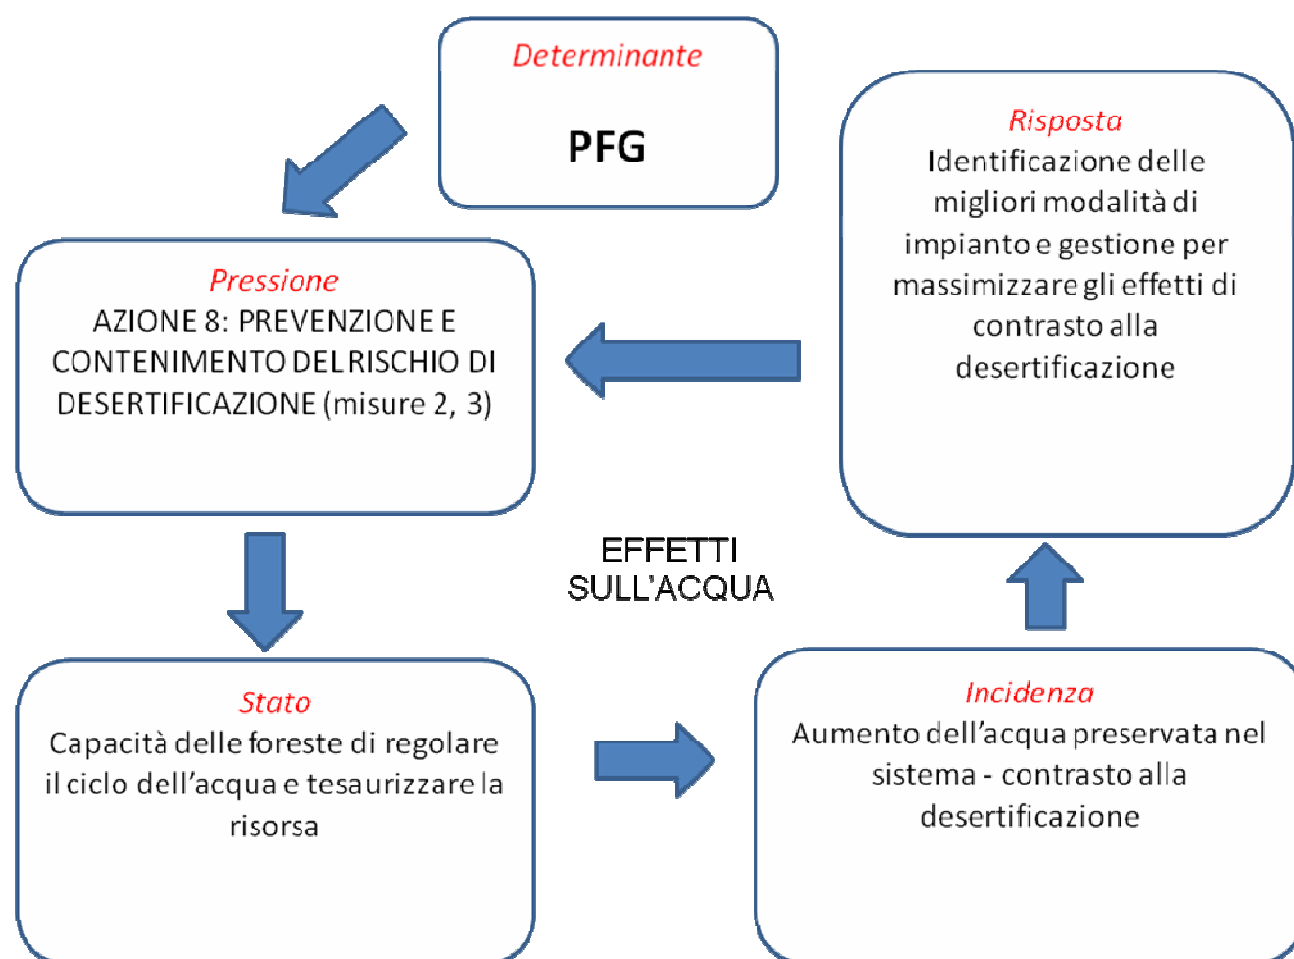 Determinante
PFG
Risposta
Identificazione delle
migliori modalità di
impianto e gestione per
massimizzare gli effetti di
contrasto alla
desertificazione
Pressione
AZIONE 8: PREVENZIONE E
CONTENIMENTO DEL RISCHIO DI
DESERTIFICAZIONE (misure 2, 3)
EFFETTI
SULL'ACQUA
Stato
Capacità delle foreste di regolare
il ciclo dell'acqua e tesaurizzare la
risorsa
Incidenza
Aumento dell'acqua preservata nel
sistema - contrasto alla
desertificazione